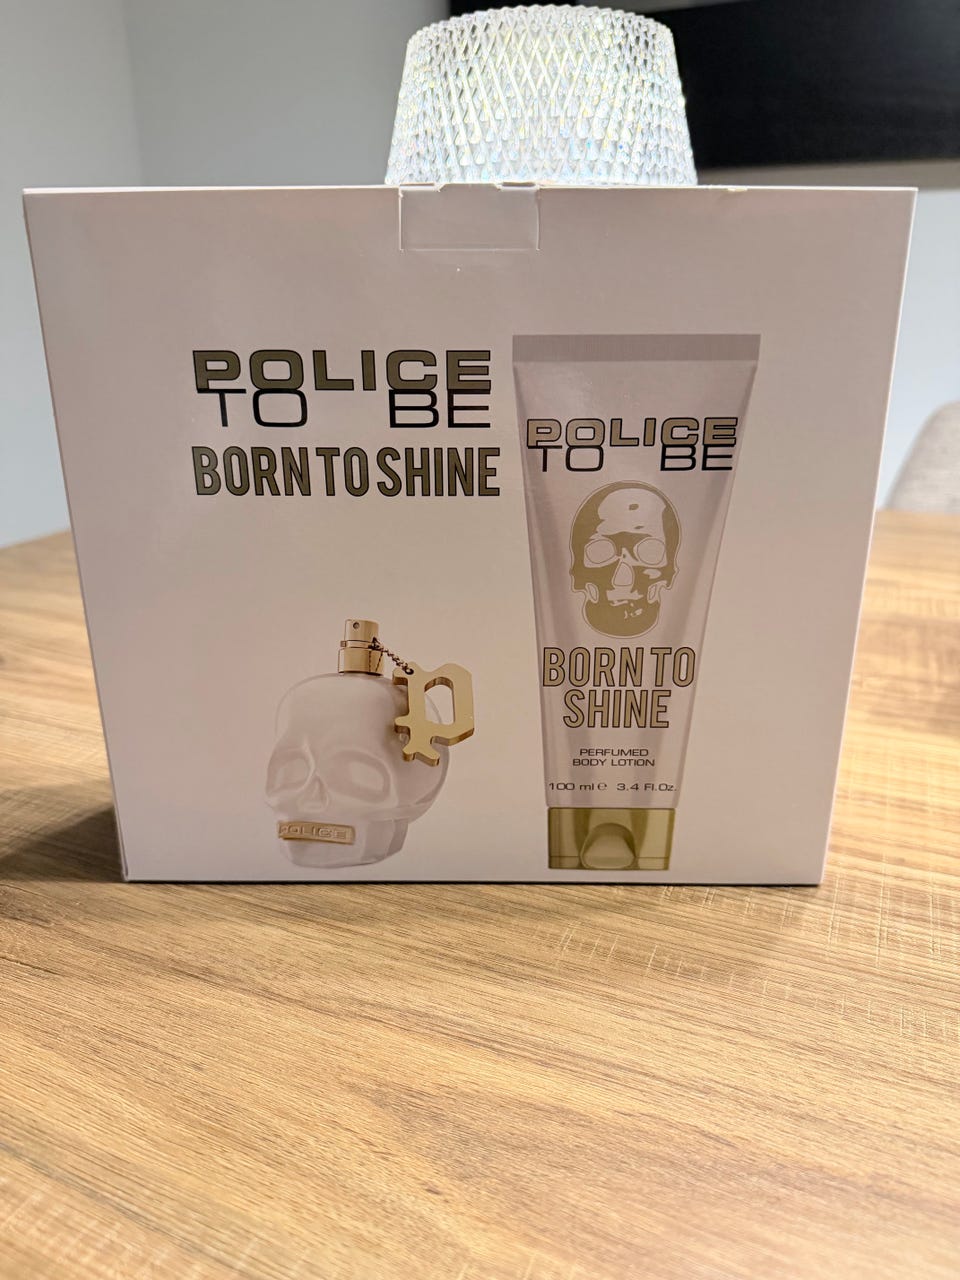 POLICE
TO BE
BORN TO SHINE
POLICE
TO BE
BORN TO
SHINE
PERFUMED
BODY LOTION
100 ml e 3.4 Fl.Oz.
P
POLICE